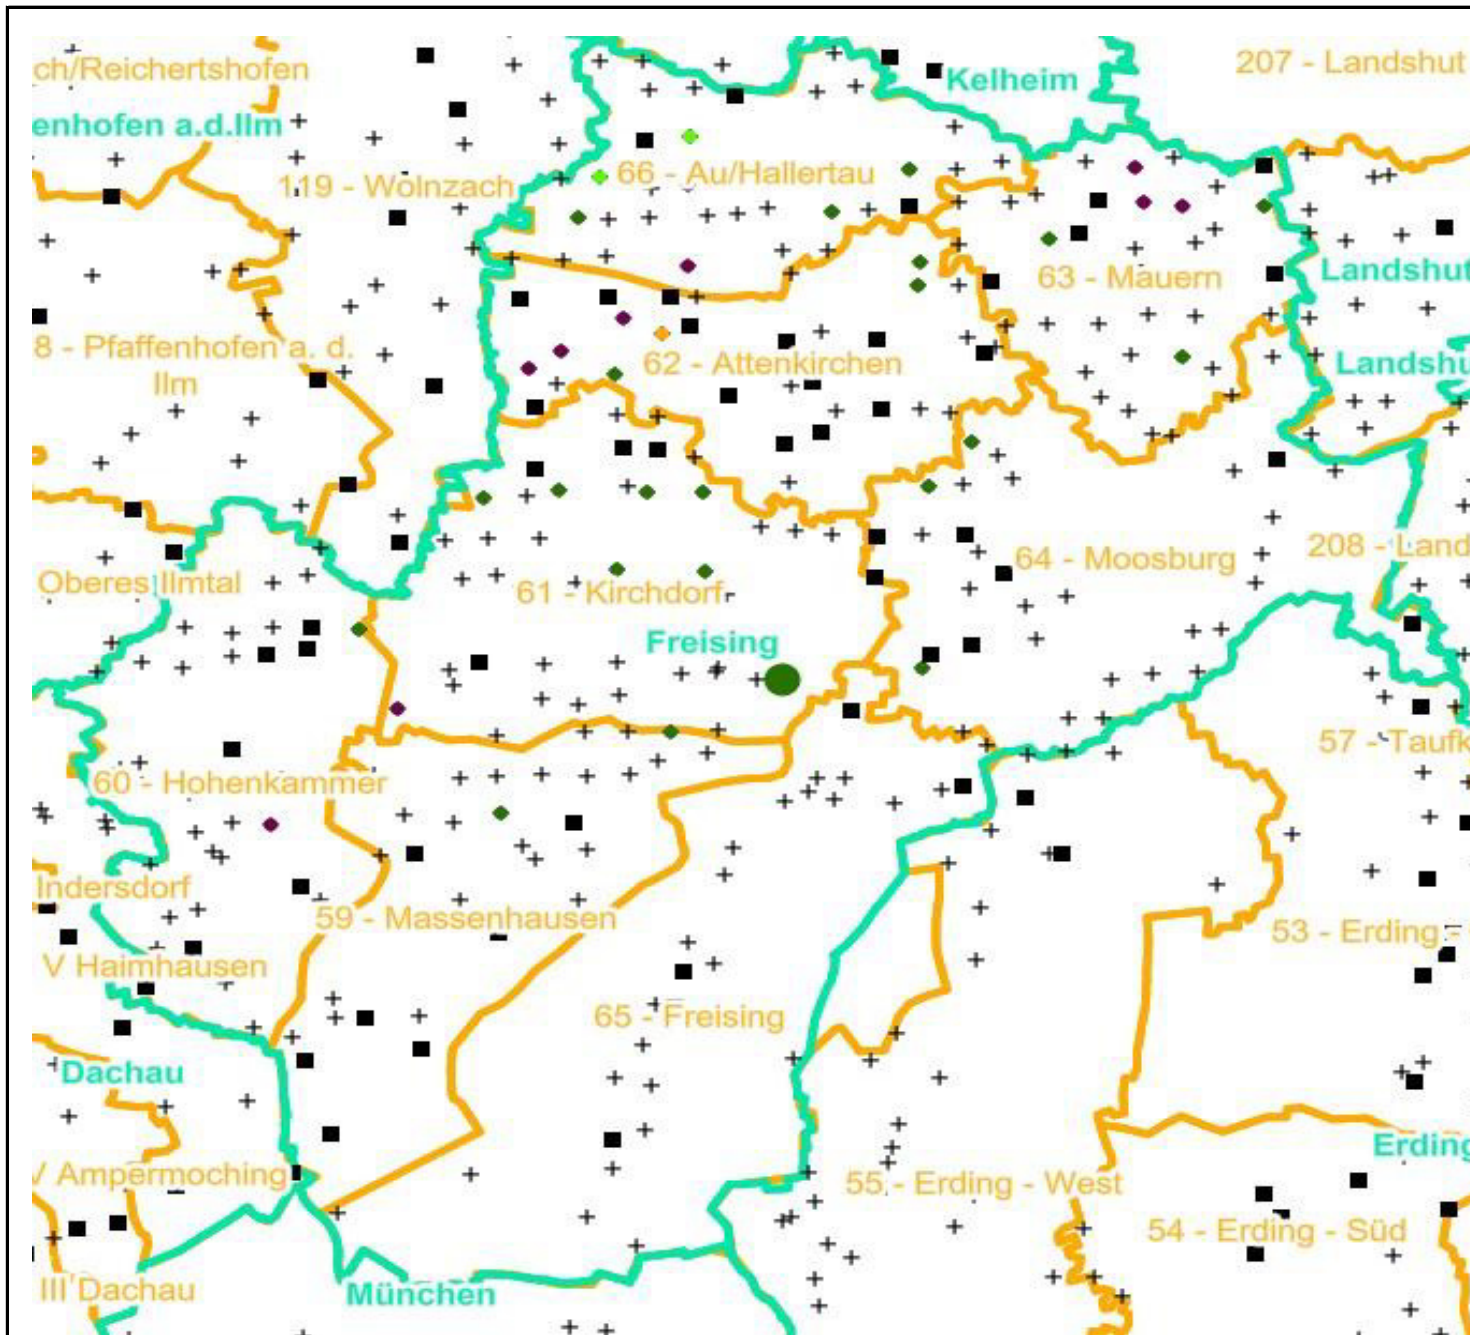 ch/Reichertshofen
207 - Landshut
Kelheim
enhofen a.d.Ilm
119 - Wolnzach
66 - Au/Hallertau
63 - Mauern
Landshut
8 - Pfaffenhofen a. d.
Ilm
62 - Attenkirchen
Landshu
64 - Moosburg
208 - Land
Oberes Ilmtal
61 - Kirchdorf
Freising
57 - Taufk
60 - Hohenkammer
Indersdorf
59 - Massenhausen
53 - Erding -
V Haimhausen
65 - Freising
Dachau
Erding
V Ampermoching
55 - Erding - West
54 - Erding - Süd
III Dachau
München